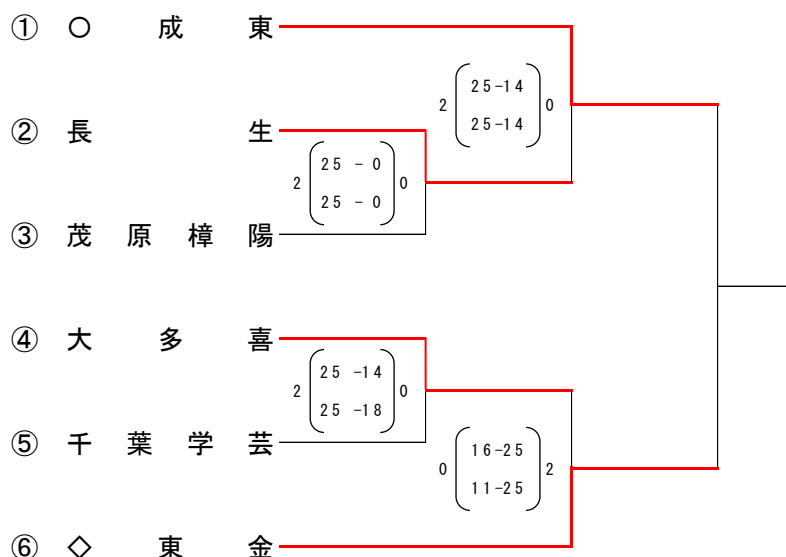 ① ○ 成 東
2 25-14 0
25-14
② 長 生
2 25 - 0 0
25 - 0
③ 茂 原 樟 陽
④ 大 多 喜
2 25 -14 0
25 -18
⑤ 千 葉 学 芸
0 16-25 2
11-25
⑥ ◇ 東 金